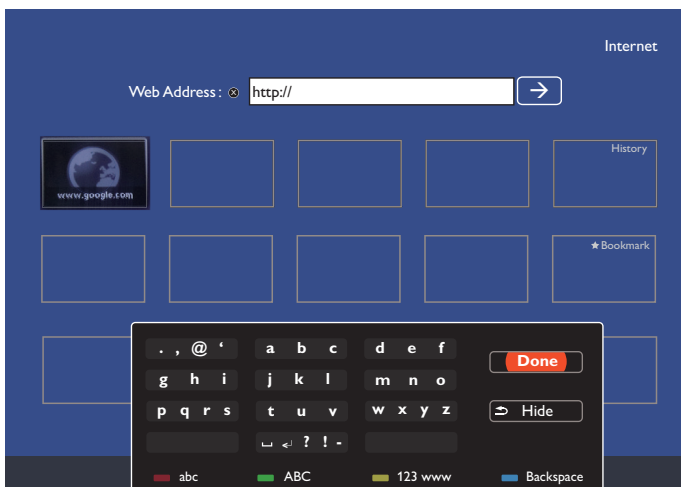 Internet
Web Address : http://
www.google.com
History
★ Bookmark
. , @ ‘ a b c d e f
Done
g h i j k l m n o
p q r s t u v w x y z
Hide
␣ ↲ ? ! -
abc ABC 123 www Backspace